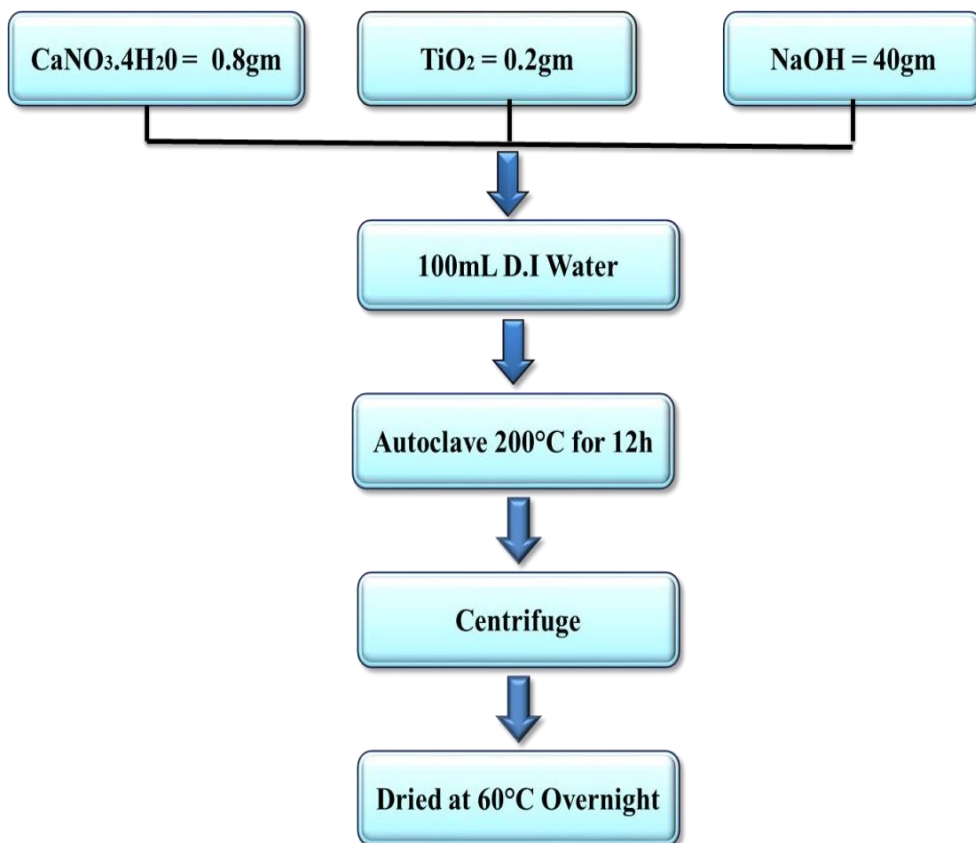 CaNO₃.4H₂0 = 0.8gm
TiO₂ = 0.2gm
NaOH = 40gm
100mL D.I Water
Autoclave 200°C for 12h
Centrifuge
Dried at 60°C Overnight